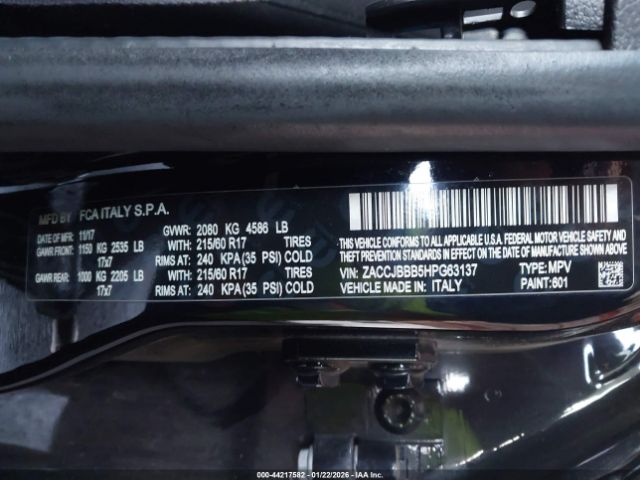 MFD BY FCA ITALY S.P.A.
DATE OF MFR: 11/17 GVWR: 2080 KG 4586 LB
GAWR FRONT: 1150 KG 2535 LB WITH: 215/60 R17 TIRES
17x7 RIMS AT: 240 KPA(35 PSI) COLD
GAWR REAR: 1000 KG 2205 LB WITH: 215/60 R17 TIRES
17x7 RIMS AT: 240 KPA(35 PSI) COLD
THIS VEHICLE CONFORMS TO ALL APPLICABLE
FEDERAL MOTOR VEHICLE SAFETY, BUMPER, AND
THEFT PREVENTION STANDARDS IN EFFECT
ON THE DATE OF MANUFACTURE SHOWN ABOVE
VIN: ZACCJBBB5HPG63137 TYPE: MPV
VEHICLE MADE IN: ITALY PAINT: 601
000-44217582 - 01/22/2026 - IAA Inc.